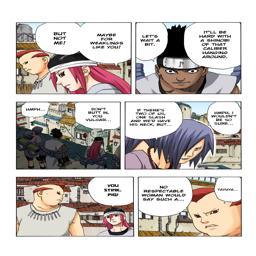 BUT NOT ME!
MAYBE FOR WEAKLINGS LIKE YOU!
LET'S WAIT A BIT.
IT'LL BE HARD WITH A SHINOBI OF THAT CALIBER HANGING AROUND.
HMPH...
DON'T BUTT IN, YOU VULGAR...
IF THERE'S TWO OF US, ONE SLASH AND WE'D HAVE HIS NECK, BUT...
HMPH, I WOULDN'T BE SO SURE...
YOU STINK, PIG!
NO RESPECTABLE WOMAN WOULD SAY SUCH A...
TAYUYA...